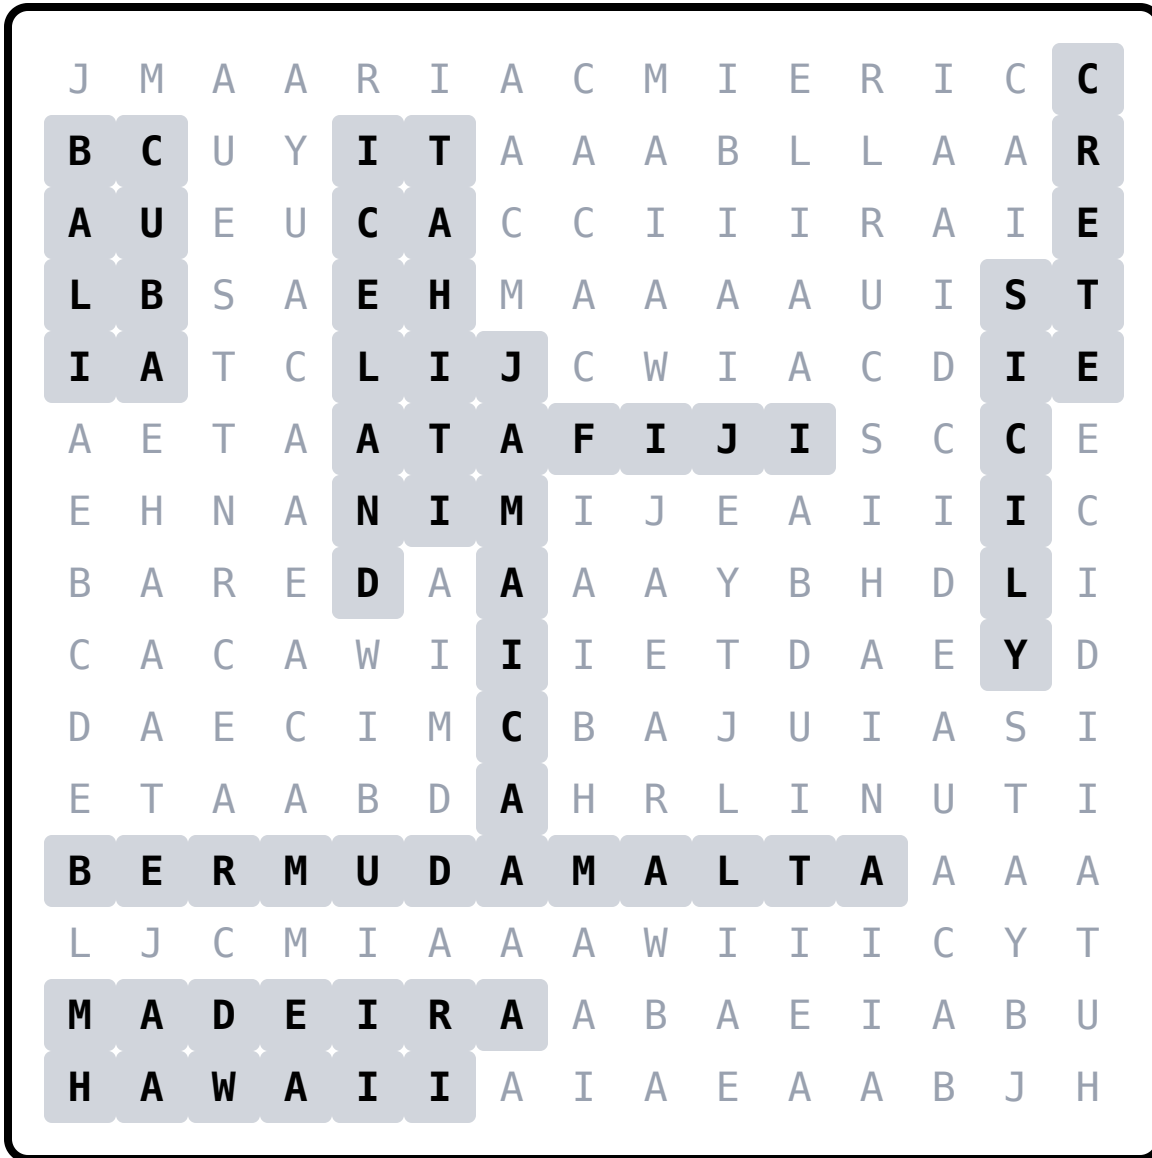 J M A A R I A C M I E R I C C
B C U Y I T A A A B L L A A R
A U E U C A C C I I I R A I E
L B S A E H M A A A A U I S T
I A T C L I J C W I A C D I E
A E T A A T A F I J I S C C E
E H N A N I M I J E A I I I C
B A R E D A A A A Y B H D L I
C A C A W I I I E T D A E Y D
D A E C I M C B A J U I A S I
E T A A B D A H R L I N U T I
B E R M U D A M A L T A A A A
L J C M I A A A W I I I C Y T
M A D E I R A A B A E I A B U
H A W A I I A I A E A A B J H